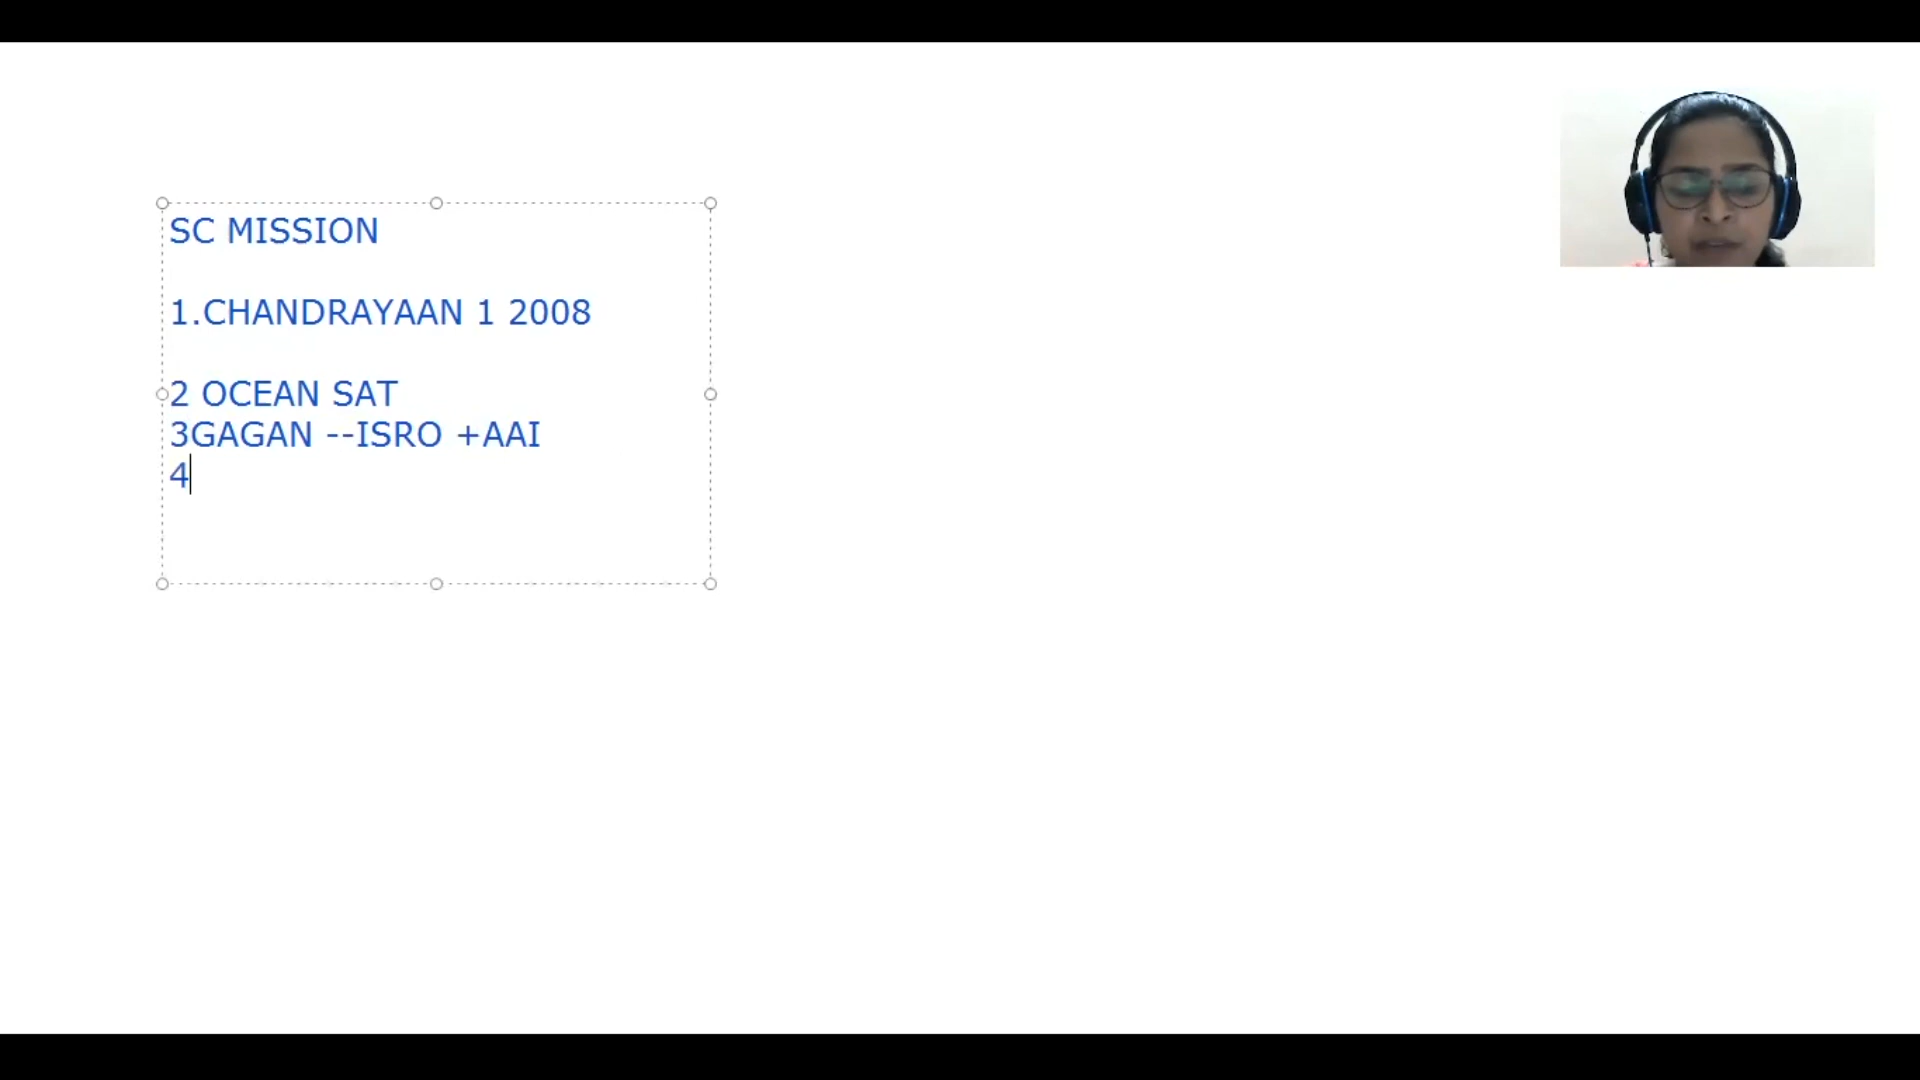 SC MISSION
1.CHANDRAYAAN 1 2008
2 OCEAN SAT
3GAGAN --ISRO +AAI
4